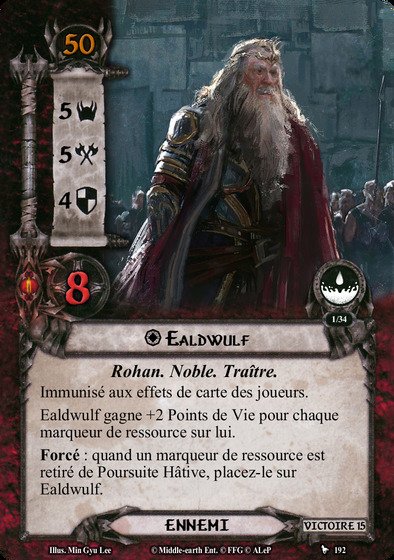 50
5
5
4
8
1/34
Ealdwulf
Rohan. Noble. Traître.
Immunisé aux effets de carte des joueurs.
Ealdwulf gagne +2 Points de Vie pour chaque
marqueur de ressource sur lui.
Forcé : quand un marqueur de ressource est
retiré de Poursuite Hâtive, placez-le sur
Ealdwulf.
ENNEMI
VICTOIRE 15
Illus. Min Gyu Lee
© Middle-earth Ent. © FFG © ALeP
192